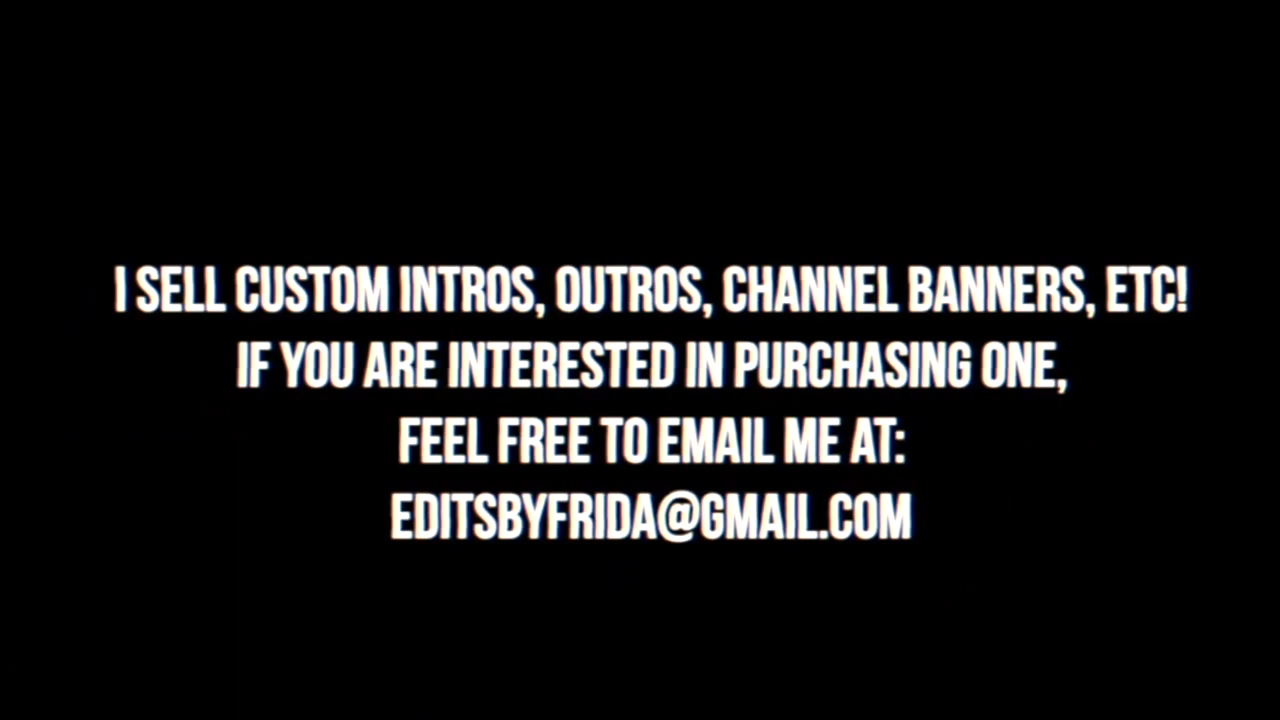 I SELL CUSTOM INTROS, OUTROS, CHANNEL BANNERS, ETC!
IF YOU ARE INTERESTED IN PURCHASING ONE,
FEEL FREE TO EMAIL ME AT:
EDITSBYFRIDA@GMAIL.COM